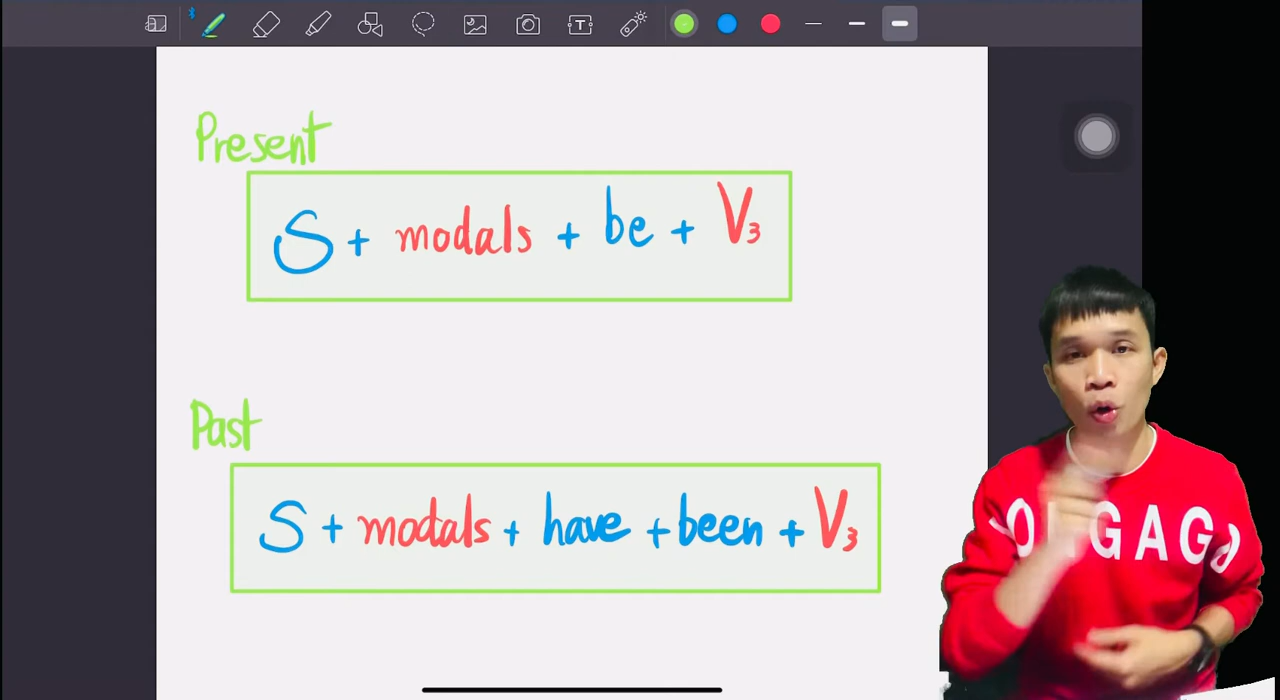 Present
S + modals + be + V3
Past
S + modals + have + been + V3